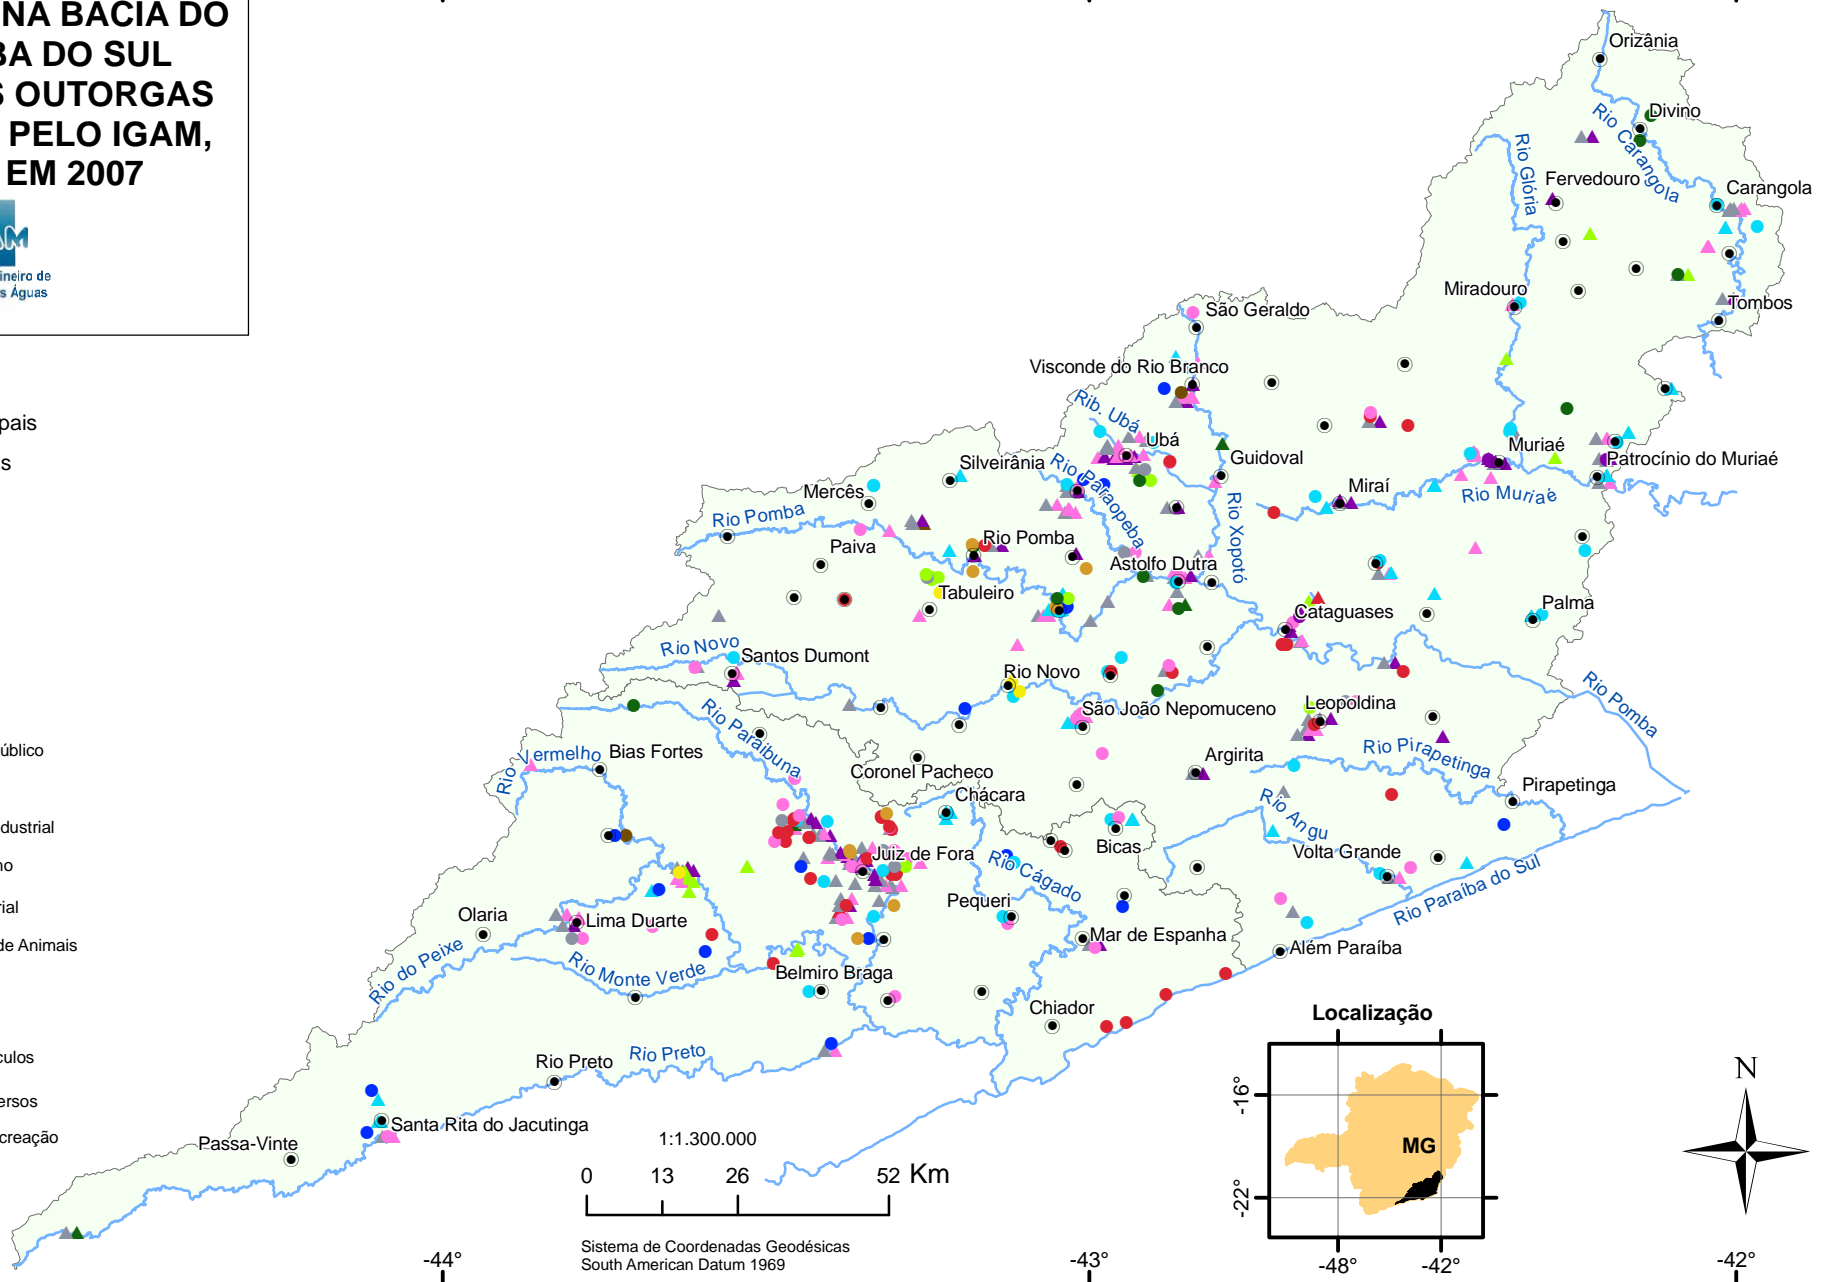 NA BACIA DO
BA DO SUL
S OUTORGAS
PELO IGAM,
EM 2007
AM
ineiro de
s Águas
pais
s
úblico
dustrial
no
rial
de Animais
culos
ersos
creação
Orizânia
Divino
Rio Carangola
Rio Glória
Fervedouro
Carangola
Miradouro
Tombos
São Geraldo
Visconde do Rio Branco
Rib. Ubá
Ubá
Guidoval
Muriaé
Patrocínio do Muriaé
Silveirânia
Rio Paraopeba
Mercês
Miraí
Rio Muriaé
Rio Pomba
Rio Xopotó
Paiva
Rio Pomba
Astolfo Dutra
Tabuleiro
Cataguases
Palma
Rio Novo
Santos Dumont
Rio Novo
São João Nepomuceno
Leopoldina
Rio Pomba
Rio Paraibuna
Rio Vermelho
Bias Fortes
Argirita
Rio Pirapetinga
Coronel Pacheco
Chácara
Pirapetinga
Rio Angu
Bicas
Juiz de Fora
Rio Cágado
Volta Grande
Pequeri
Rio Paraíba do Sul
Olaria
Lima Duarte
Mar de Espanha
Além Paraíba
Rio do Peixe
Rio Monte Verde
Belmiro Braga
Chiador
Rio Preto
Rio Preto
Santa Rita do Jacutinga
Passa-Vinte
1:1.300.000
0 13 26 52 Km
Sistema de Coordenadas Geodésicas
South American Datum 1969
Localização
-16°
MG
-22°
-48° -42°
N
-44° -43° -42°